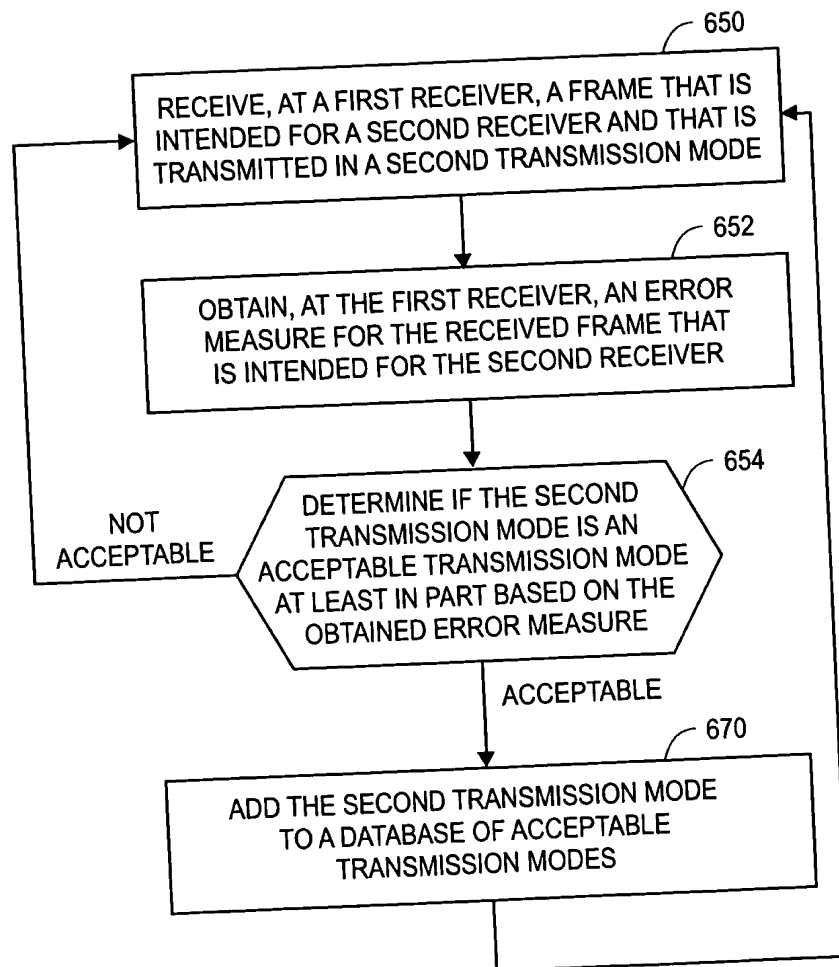 650
RECEIVE, AT A FIRST RECEIVER, A FRAME THAT IS
INTENDED FOR A SECOND RECEIVER AND THAT IS
TRANSMITTED IN A SECOND TRANSMISSION MODE
652
OBTAIN, AT THE FIRST RECEIVER, AN ERROR
MEASURE FOR THE RECEIVED FRAME THAT
IS INTENDED FOR THE SECOND RECEIVER
654
DETERMINE IF THE SECOND
TRANSMISSION MODE IS AN
ACCEPTABLE TRANSMISSION MODE
AT LEAST IN PART BASED ON THE
OBTAINED ERROR MEASURE
NOT
ACCEPTABLE
ACCEPTABLE
670
ADD THE SECOND TRANSMISSION MODE
TO A DATABASE OF ACCEPTABLE
TRANSMISSION MODES